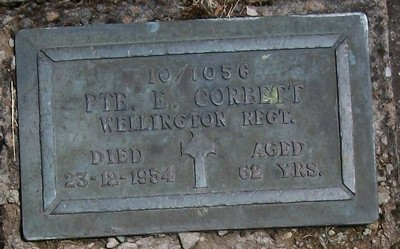 10/1056
PTE. E. CORBETT
WELLINGTON REGT.
DIED AGED
23-12-1954 62 YRS.